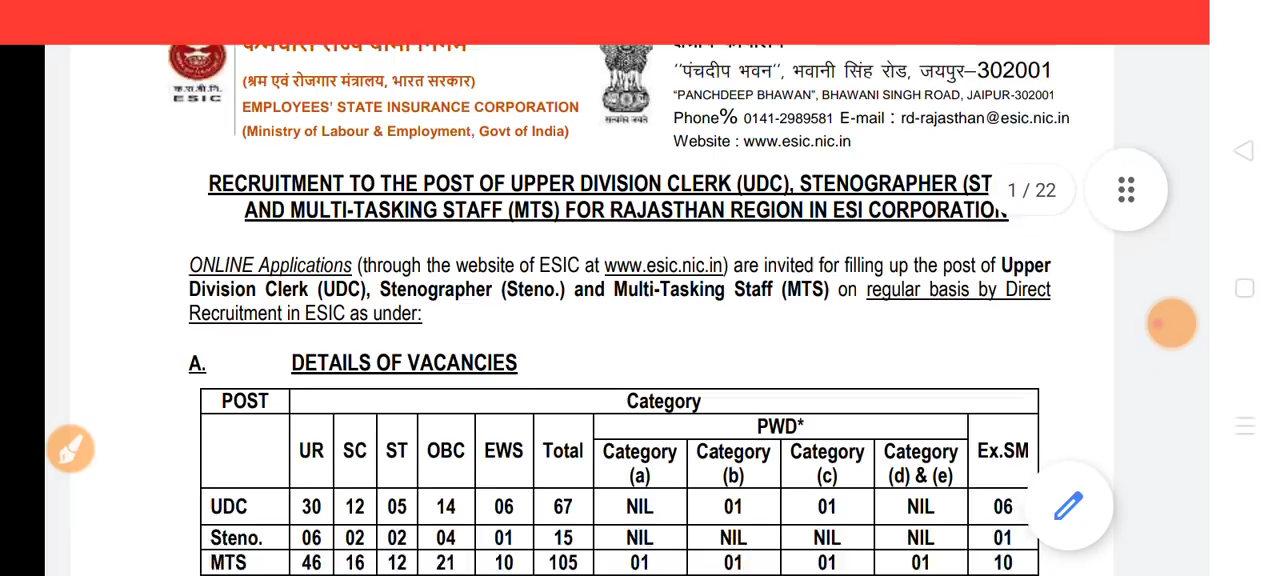 कर्मचारी राज्य बीमा निगम
(श्रम एवं रोजगार मंत्रालय, भारत सरकार)
EMPLOYEES' STATE INSURANCE CORPORATION
(Ministry of Labour & Employment, Govt of India)
क.रा.बी.नि.
ESIC
सत्यमेव जयते
"पंचदीप भवन", भवानी सिंह रोड, जयपुर–302001
"PANCHDEEP BHAWAN", BHAWANI SINGH ROAD, JAIPUR-302001
Phone% 0141-2989581 E-mail : rd-rajasthan@esic.nic.in
Website : www.esic.nic.in
RECRUITMENT TO THE POST OF UPPER DIVISION CLERK (UDC), STENOGRAPHER (ST
AND MULTI-TASKING STAFF (MTS) FOR RAJASTHAN REGION IN ESI CORPORATION
1 / 22
ONLINE Applications (through the website of ESIC at www.esic.nic.in) are invited for filling up the post of Upper
Division Clerk (UDC), Stenographer (Steno.) and Multi-Tasking Staff (MTS) on regular basis by Direct
Recruitment in ESIC as under:
A. DETAILS OF VACANCIES
POST Category
UR SC ST OBC EWS Total PWD* Ex.SM
Category (a) Category (b) Category (c) Category (d) & (e)
UDC 30 12 05 14 06 67 NIL 01 01 NIL 06
Steno. 06 02 02 04 01 15 NIL NIL NIL NIL 01
MTS 46 16 12 21 10 105 01 01 01 01 10